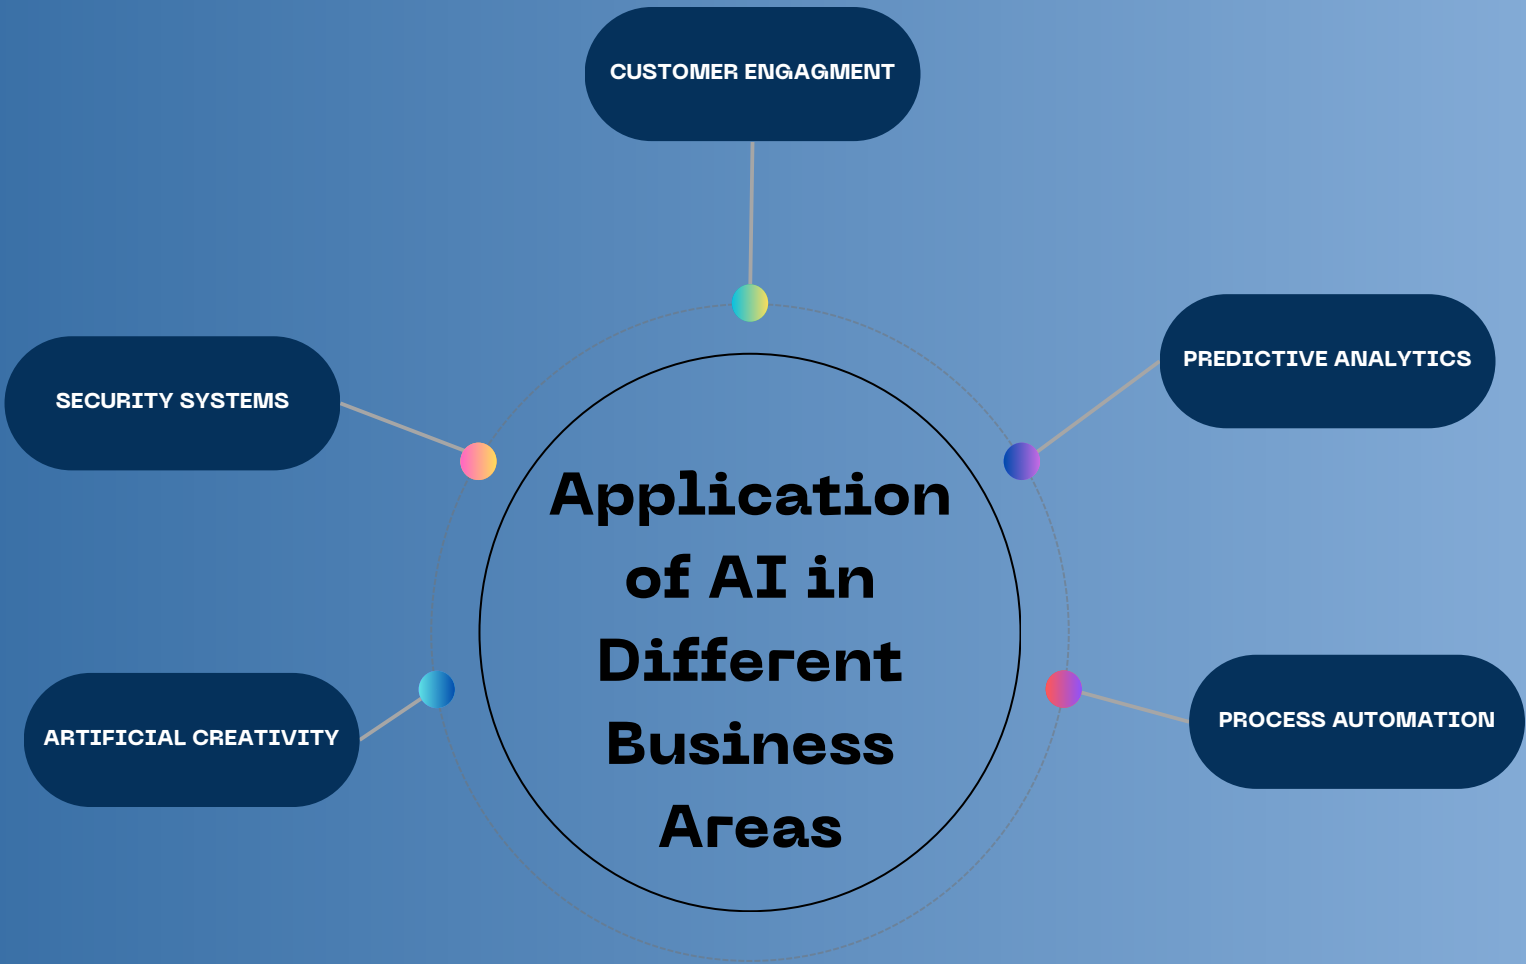 CUSTOMER ENGAGMENT
PREDICTIVE ANALYTICS
SECURITY SYSTEMS
Application
of AI in
Different
Business
Areas
PROCESS AUTOMATION
ARTIFICIAL CREATIVITY